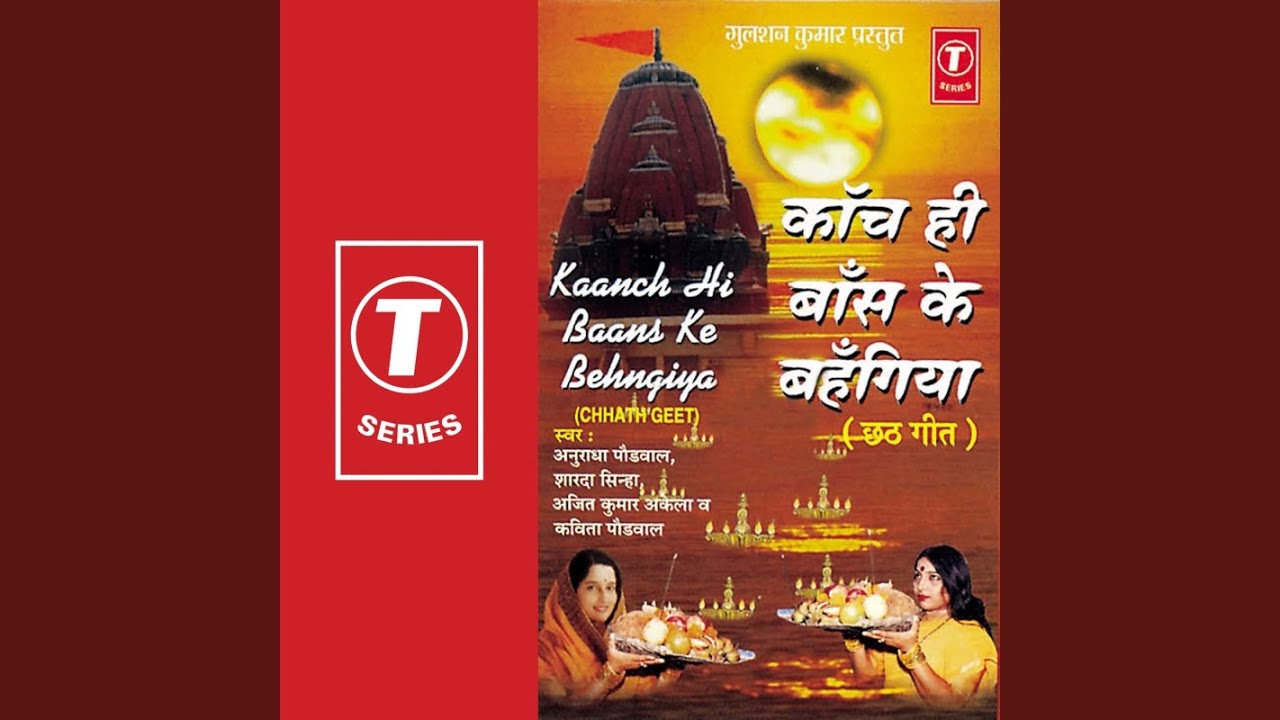 T
SERIES
गुलशन कुमार प्रस्तुत
T
SERIES
कॉच ही
बाँस के
बहँगिया
( छठ गीत )
Kaanch Hi
Baans Ke
Behngiya
(CHHATH'GEET)
स्वर :
अनुराधा पौडवाल,
शारदा सिन्हा,
अजित कुमार अकेला व
कविता पौडवाल